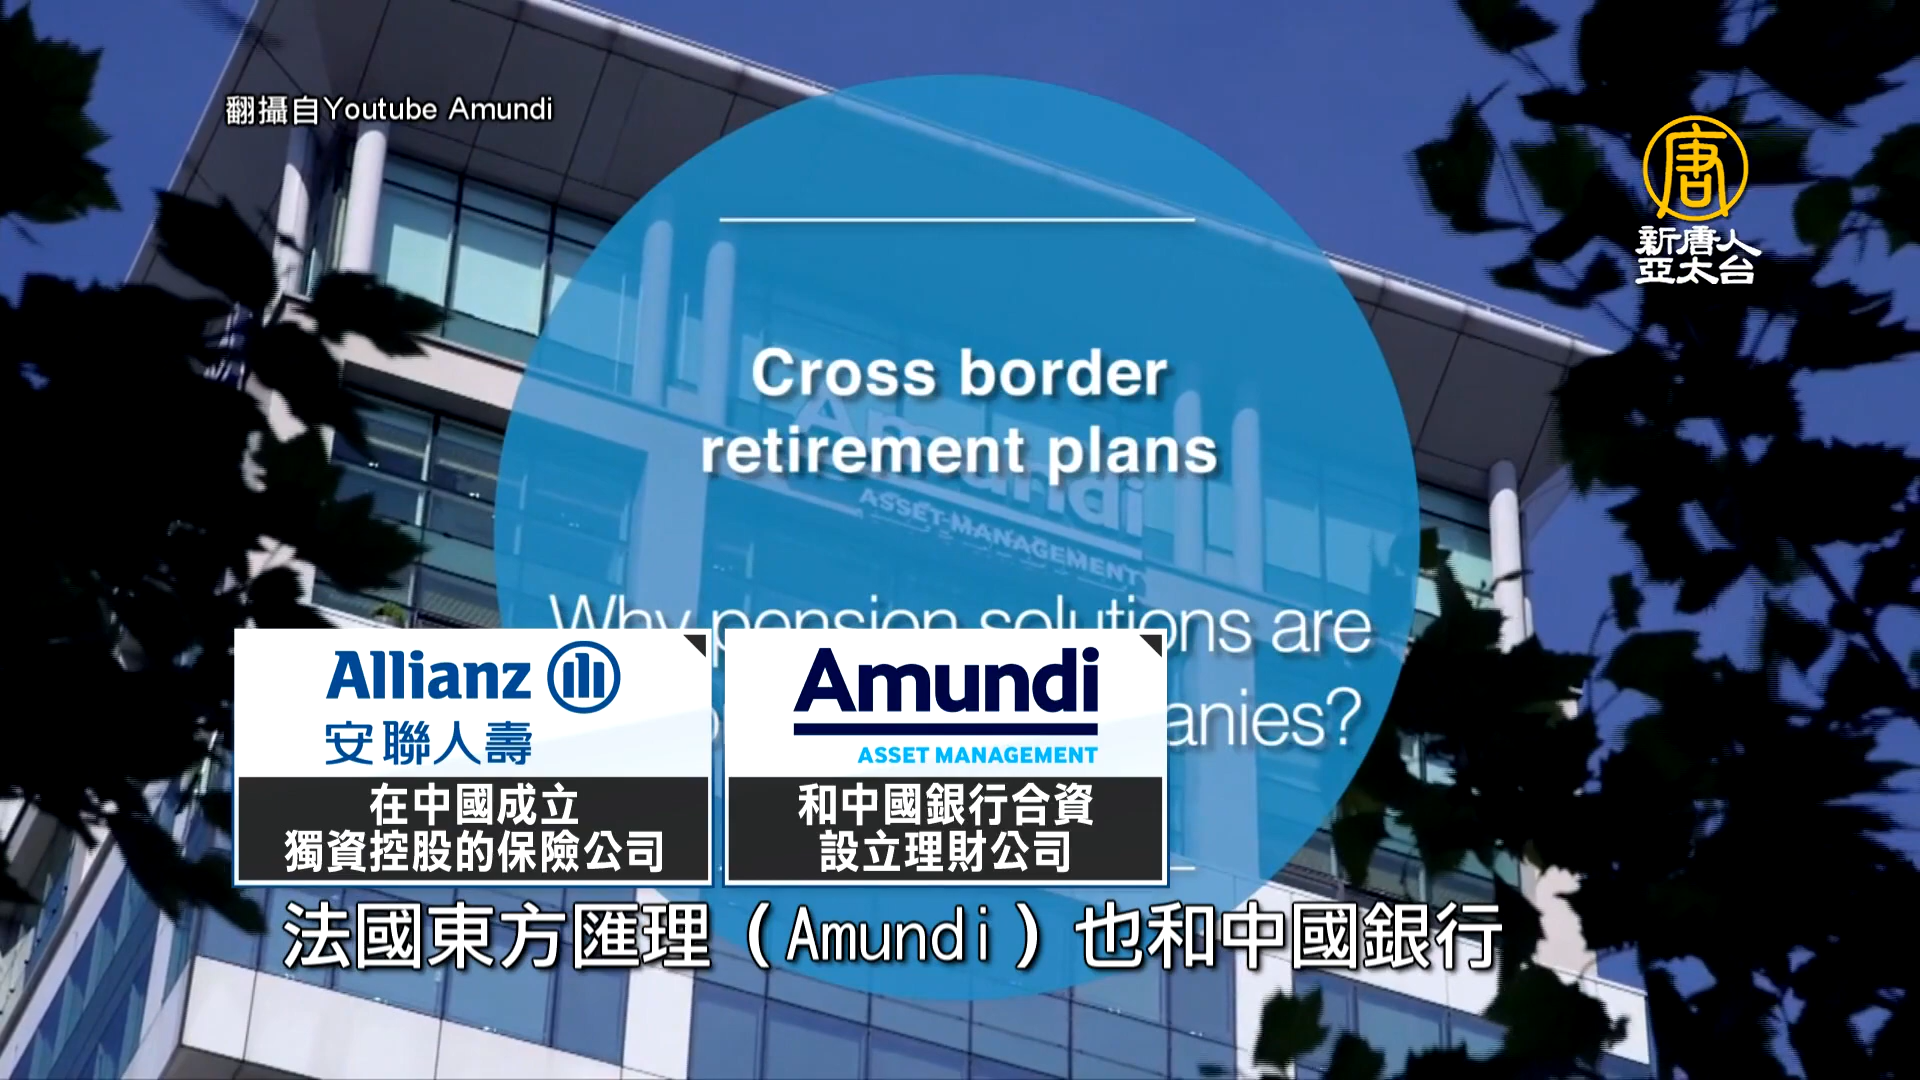 翻攝自Youtube Amundi
唐
新唐人
亞太台
Cross border
retirement plans
Amundi
ASSET MANAGEMENT
Why pension solutions are
anies?
Allianz
安聯人壽
在中國成立
獨資控股的保險公司
Amundi
ASSET MANAGEMENT
和中國銀行合資
設立理財公司
法國東方匯理（Amundi）也和中國銀行